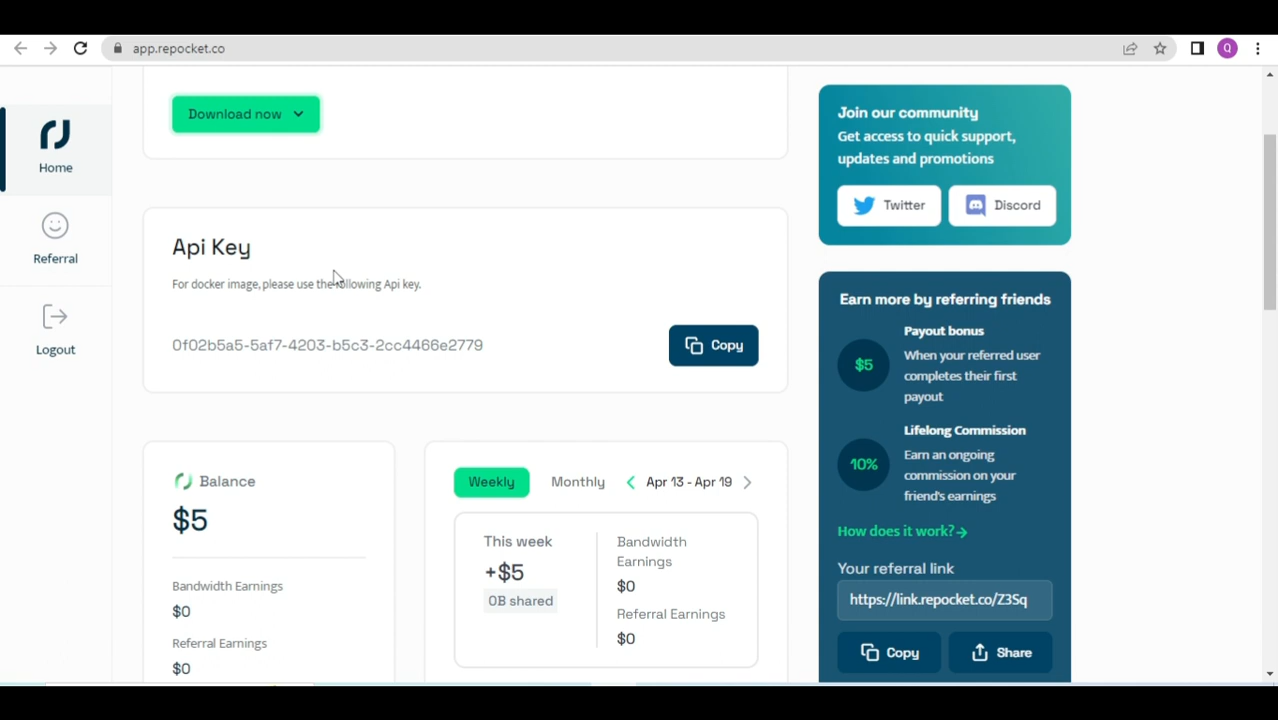 app.repocket.co
Q
Home
Referral
Logout
Download now
Api Key
For docker image, please use the following Api key.
0f02b5a5-5af7-4203-b5c3-2cc4466e2779
Copy
Balance
$5
Bandwidth Earnings
$0
Referral Earnings
$0
Weekly
Monthly
Apr 13 - Apr 19
This week
+$5
0B shared
Bandwidth
Earnings
$0
Referral Earnings
$0
Join our community
Get access to quick support,
updates and promotions
Twitter
Discord
Earn more by referring friends
$5
Payout bonus
When your referred user
completes their first
payout
10%
Lifelong Commission
Earn an ongoing
commission on your
friend's earnings
How does it work?
Your referral link
https://link.repocket.co/Z3Sq
Copy
Share